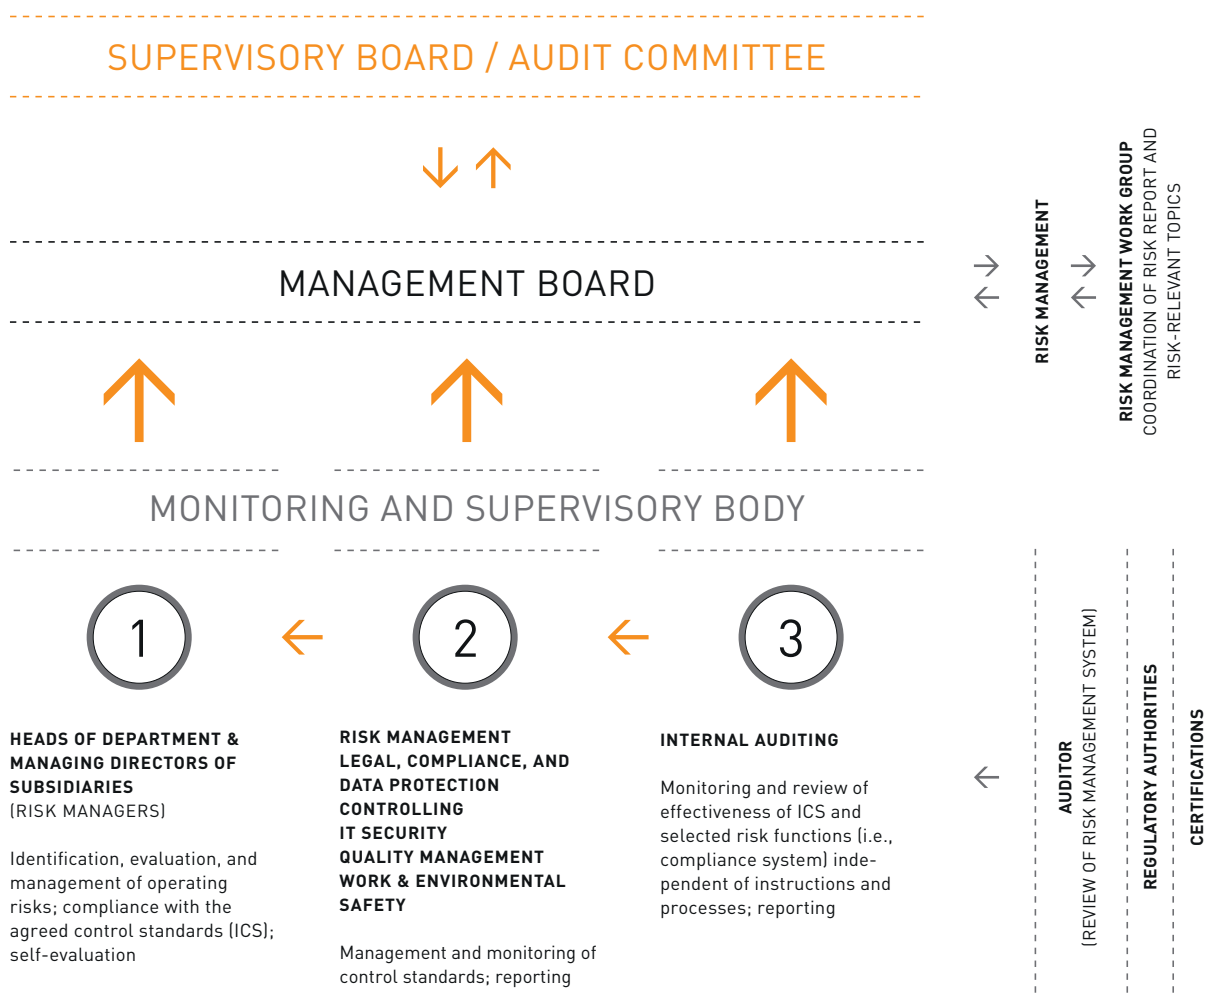 SUPERVISORY BOARD / AUDIT COMMITTEE
MANAGEMENT BOARD
RISK MANAGEMENT
RISK MANAGEMENT WORK GROUP
COORDINATION OF RISK REPORT AND
RISK-RELEVANT TOPICS
MONITORING AND SUPERVISORY BODY
1
HEADS OF DEPARTMENT &
MANAGING DIRECTORS OF
SUBSIDIARIES
(RISK MANAGERS)
Identification, evaluation, and
management of operating
risks; compliance with the
agreed control standards (ICS);
self-evaluation
2
RISK MANAGEMENT
LEGAL, COMPLIANCE, AND
DATA PROTECTION
CONTROLLING
IT SECURITY
QUALITY MANAGEMENT
WORK & ENVIRONMENTAL
SAFETY
Management and monitoring of
control standards; reporting
3
INTERNAL AUDITING
Monitoring and review of
effectiveness of ICS and
selected risk functions (i.e.,
compliance system) inde-
pendent of instructions and
processes; reporting
AUDITOR
(REVIEW OF RISK MANAGEMENT SYSTEM)
REGULATORY AUTHORITIES
CERTIFICATIONS